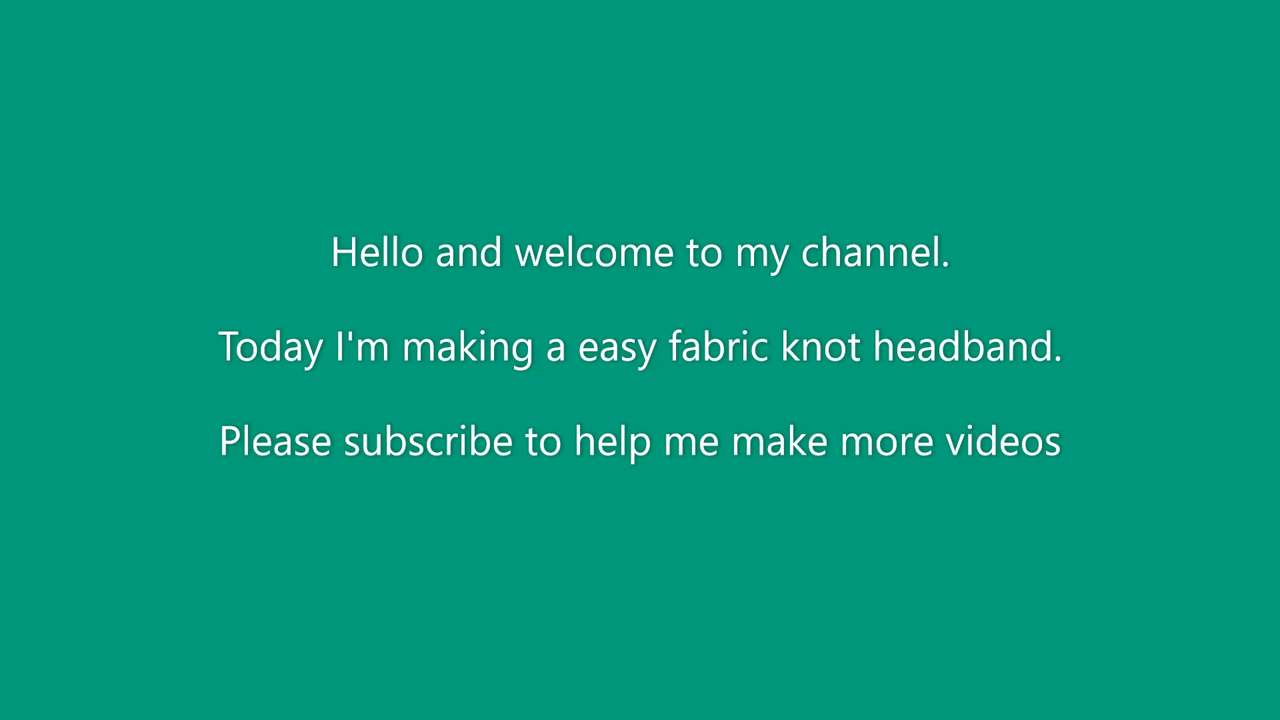 Hello and welcome to my channel.
Today I'm making a easy fabric knot headband.
Please subscribe to help me make more videos